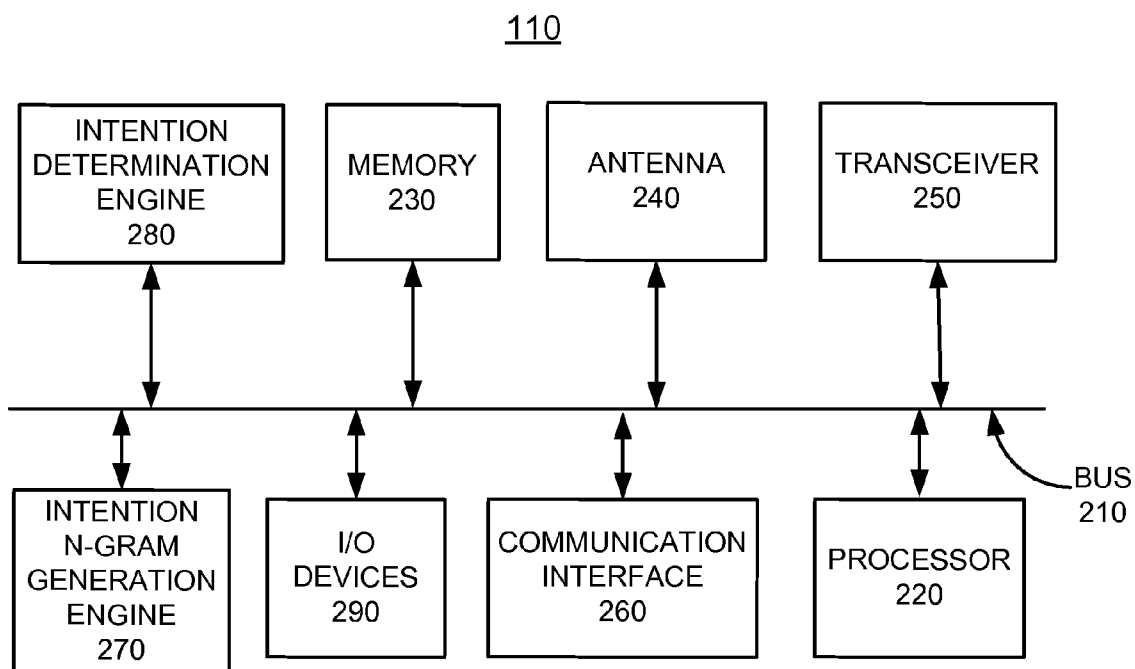 110
INTENTION
DETERMINATION
ENGINE
280
MEMORY
230
ANTENNA
240
TRANSCEIVER
250
BUS
210
INTENTION
N-GRAM
GENERATION
ENGINE
270
I/O
DEVICES
290
COMMUNICATION
INTERFACE
260
PROCESSOR
220